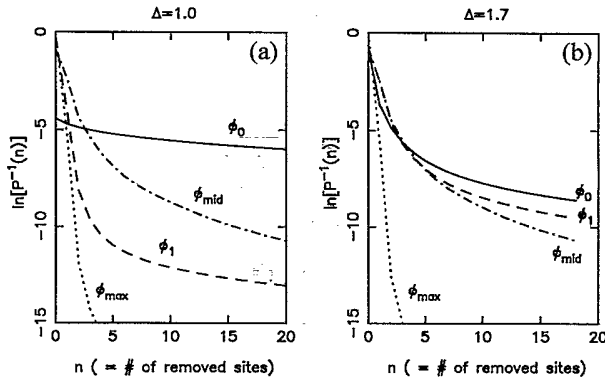 Δ=1.0
(a)
ln[P⁻¹(n)]
0
−5
−10
−15
ϕ₀
ϕmid
ϕ₁
ϕmax
0 5 10 15 20
n ( = # of removed sites)
Δ=1.7
(b)
ln[P⁻¹(n)]
0
−5
−10
−15
ϕ₀
ϕ₁
ϕmid
ϕmax
0 5 10 15 20
n ( = # of removed sites)